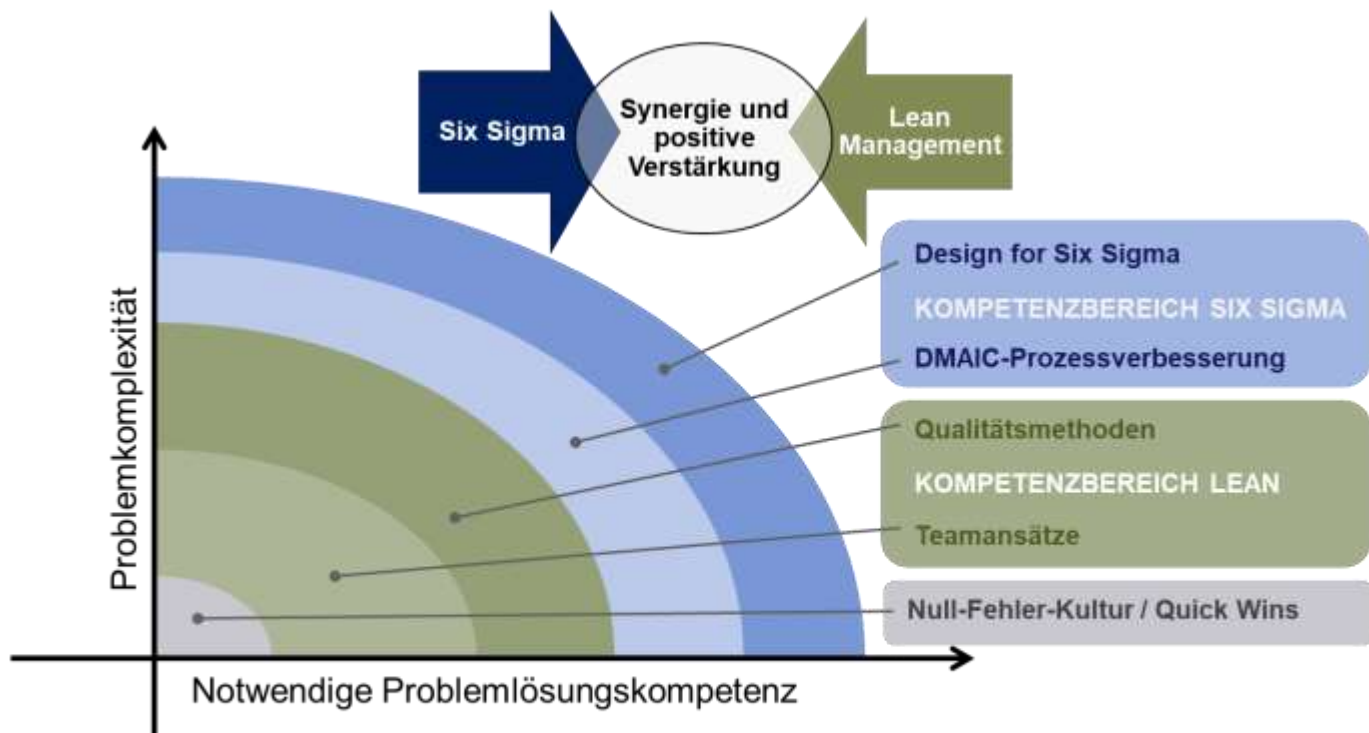 Six Sigma
Synergie und
positive
Verstärkung
Lean
Management
Problemkomplexität
Design for Six Sigma
KOMPETENZBEREICH SIX SIGMA
DMAIC-Prozessverbesserung
Qualitätsmethoden
KOMPETENZBEREICH LEAN
Teamansätze
Null-Fehler-Kultur / Quick Wins
Notwendige Problemlösungskompetenz